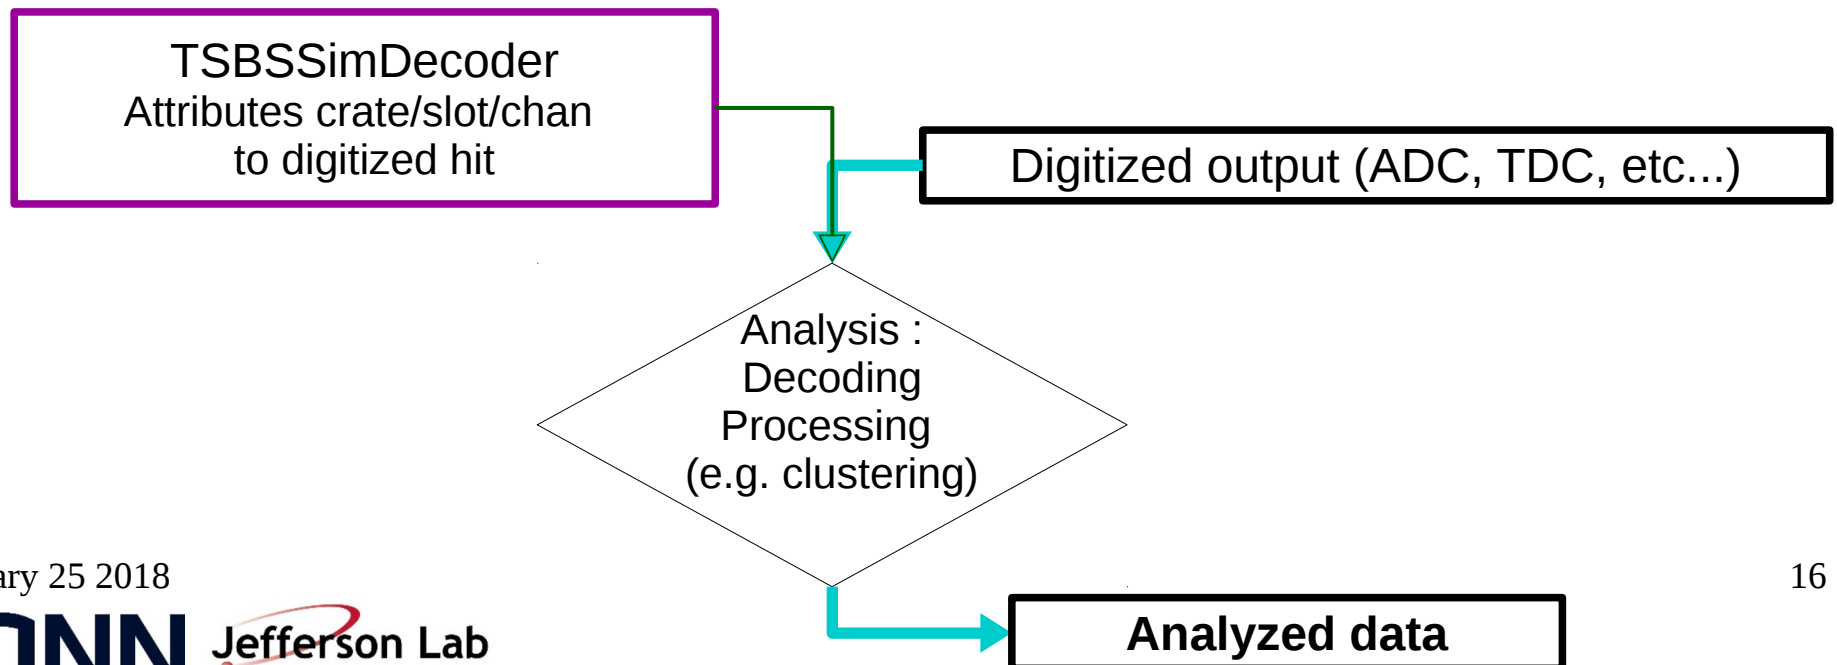 TSBSSimDecoder
Attributes crate/slot/chan
to digitized hit
Digitized output (ADC, TDC, etc...)
Analysis :
Decoding
Processing
(e.g. clustering)
25 2018
16
Jefferson Lab
Analyzed data